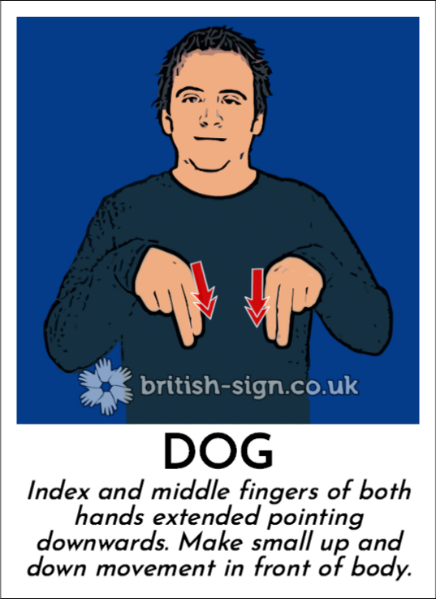 british-sign.co.uk
DOG
Index and middle fingers of both
hands extended pointing
downwards. Make small up and
down movement in front of body.